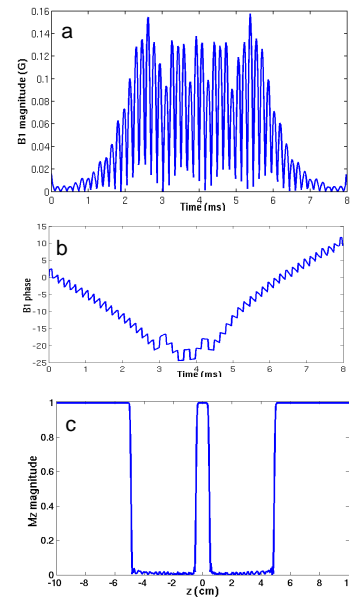 a
B1 magnitude (G)
0.16
0.14
0.12
0.10
0.08
0.06
0.04
0.02
0
0 1 2 3 4 5 6 7 8
Time (ms)
b
B1 phase
15
10
5
0
-5
-10
-15
-20
-25
0 1 2 3 4 5 6 7 8
Time (ms)
c
Mz magnitude
1
0.8
0.6
0.4
0.2
0
-10 -8 -6 -4 -2 0 2 4 6 8 10
z (cm)